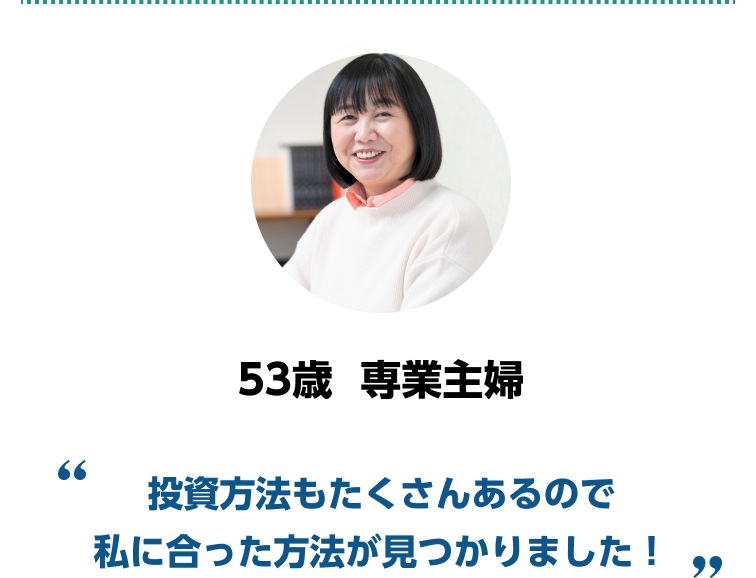 53歳 専業主婦
“ 投資方法もたくさんあるので
私に合った方法が見つかりました！ ”